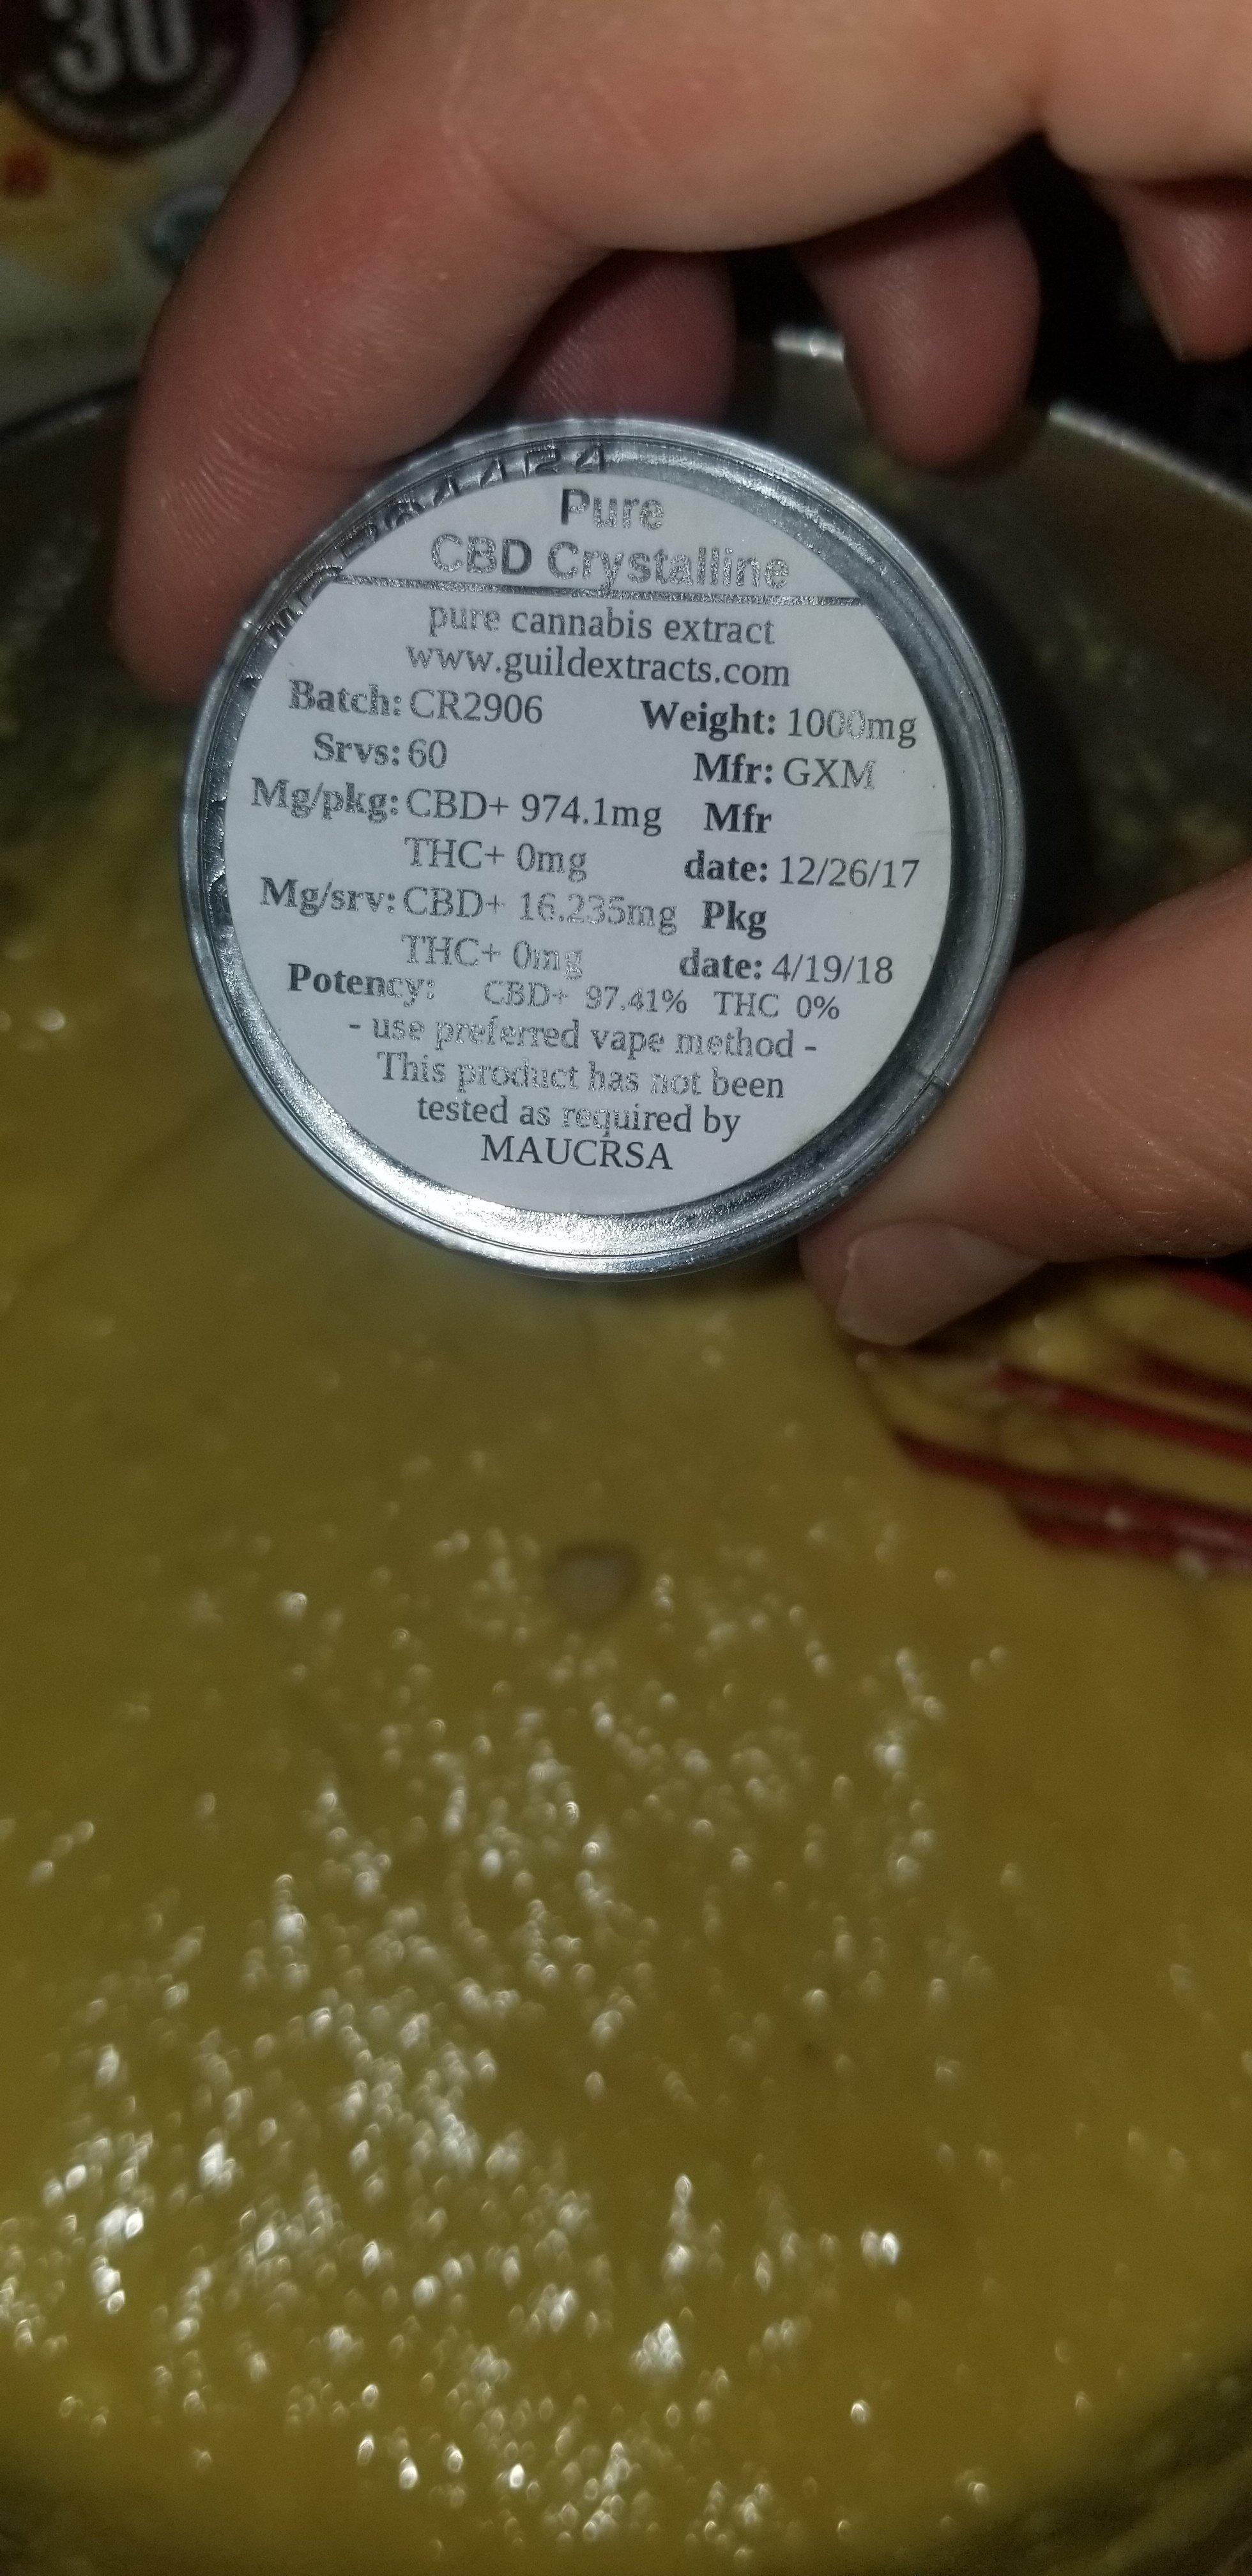 30
Pure
CBD Crystalline
pure cannabis extract
www.guildextracts.com
Batch: CR2906 Weight: 1000mg
Srvs: 60 Mfr: GXM
Mg/pkg: CBD+ 974.1mg Mfr
THC+ 0mg date: 12/26/17
Mg/srv: CBD+ 16.235mg Pkg
THC+ 0mg date: 4/19/18
Potency: CBD+ 97.41% THC 0%
- use preferred vape method -
This product has not been
tested as required by
MAUCRSA